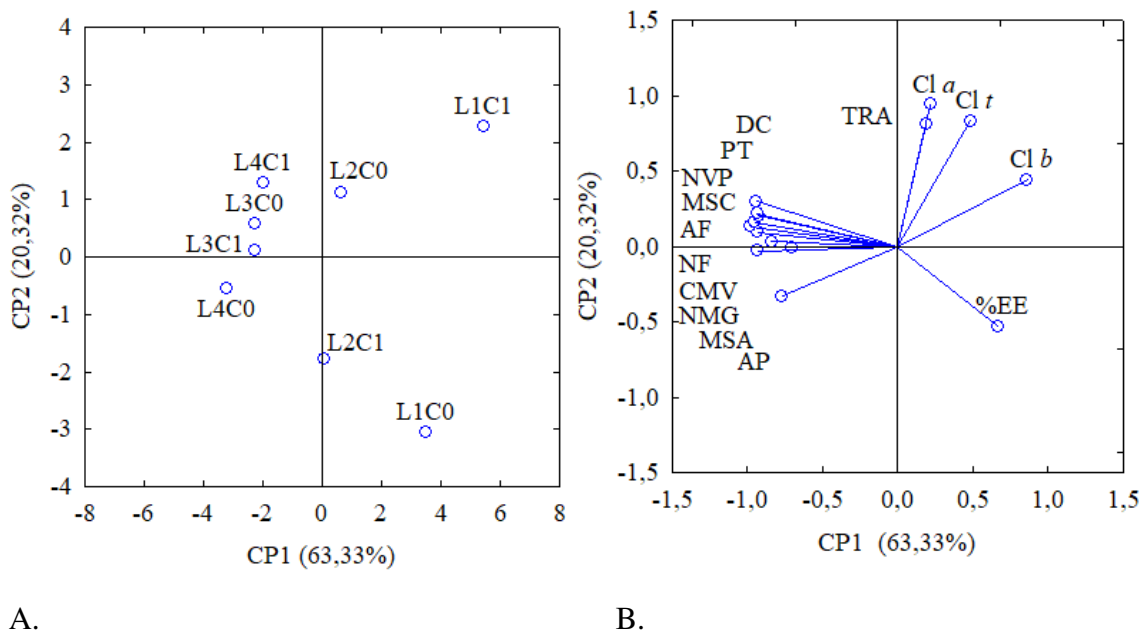 4
3
2
1
0
-1
-2
-3
-4
CP2 (20,32%)
L1C1
L4C1
L2C0
L3C0
L3C1
L4C0
L2C1
L1C0
-8 -6 -4 -2 0 2 4 6 8
CP1 (63,33%)
A.
1,5
1,0
0,5
0,0
-0,5
-1,0
-1,5
CP2 (20,32%)
Cl a
Cl t
TRA
DC
PT
Cl b
NVP
MSC
AF
NF
CMV
NMG
MSA
AP
%EE
-1,5 -1,0 -0,5 0,0 0,5 1,0 1,5
CP1 (63,33%)
B.